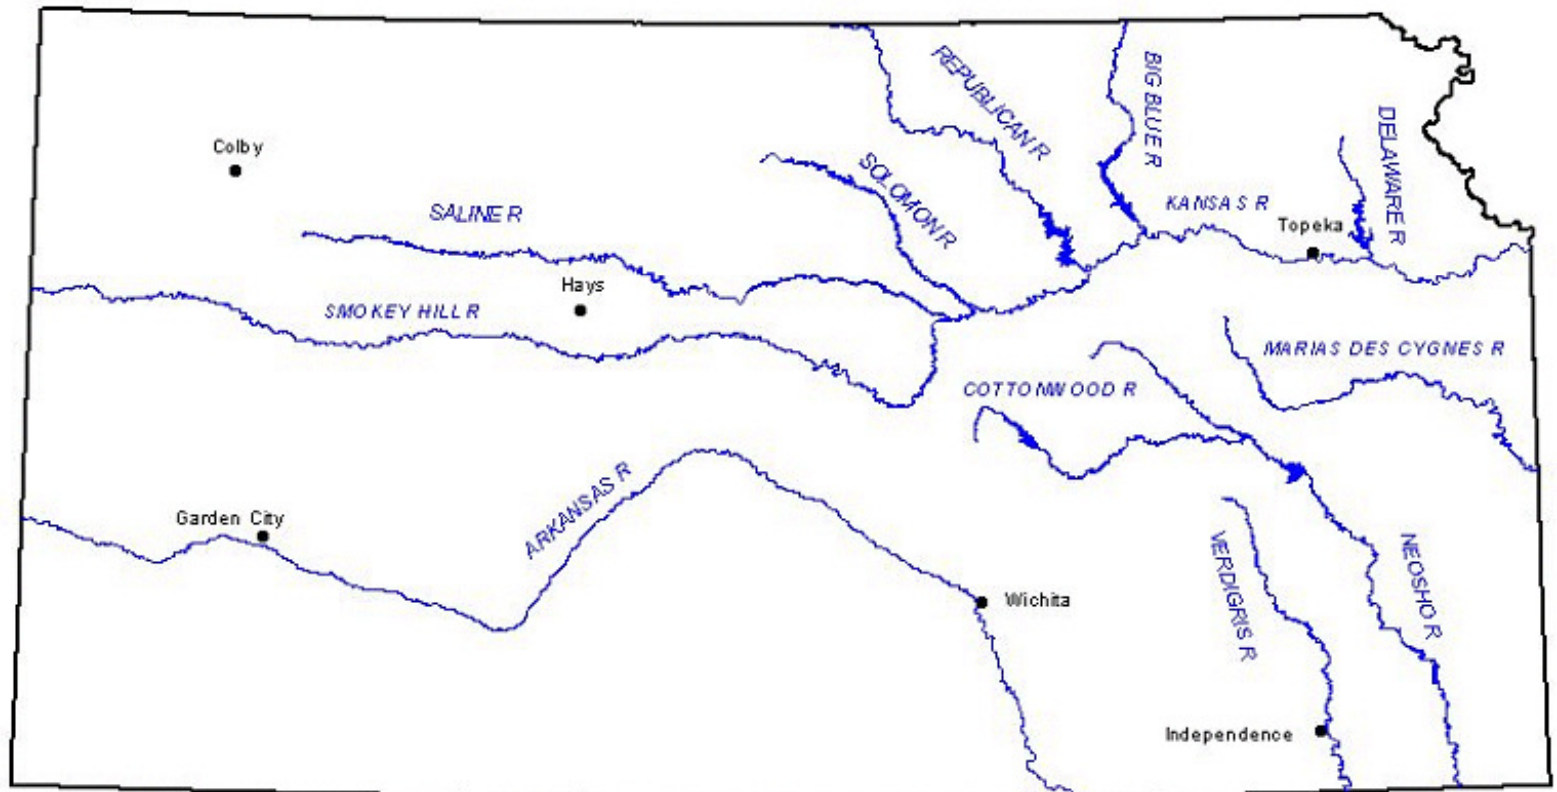 REPUBLICAN R
BIG BLUE R
DELAWARE R
Colby
SOLOMON R
SALINE R
KANSAS R
Topeka
Hays
SMOKEY HILL R
MARIAS DES CYGNES R
COTTONWOOD R
ARKANSAS R
Garden City
VERDIGRIS R
NEOSHO R
Wichita
Independence